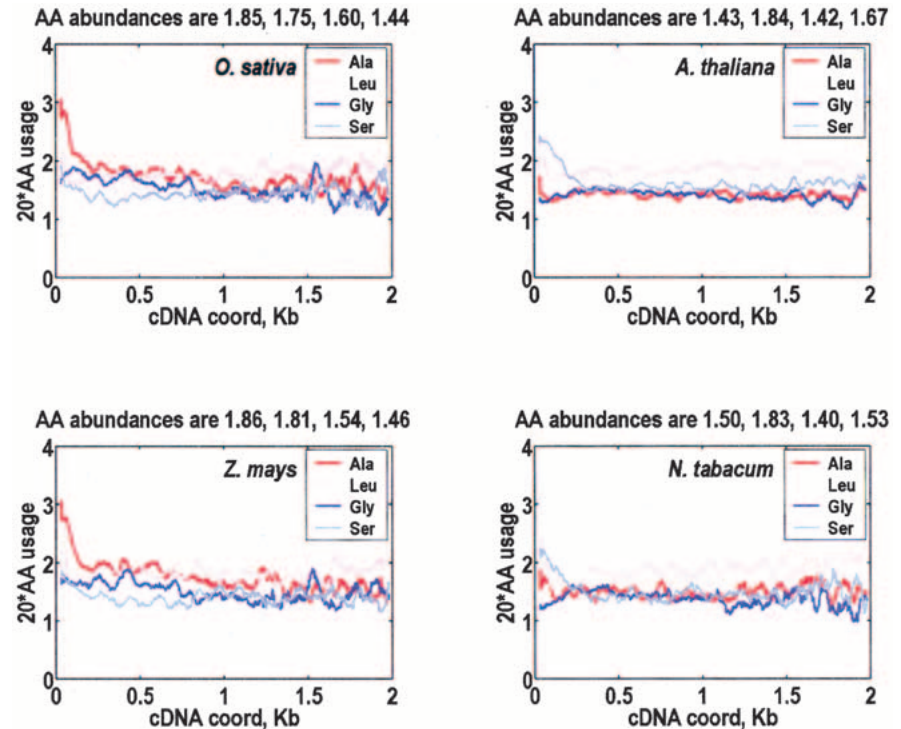 AA abundances are 1.85, 1.75, 1.60, 1.44
4
3
2
1
0
20*AA usage
O. sativa
Ala
Leu
Gly
Ser
0
0.5
1
1.5
2
cDNA coord, Kb
AA abundances are 1.43, 1.84, 1.42, 1.67
4
3
2
1
0
20*AA usage
A. thaliana
Ala
Leu
Gly
Ser
0
0.5
1
1.5
2
cDNA coord, Kb
AA abundances are 1.86, 1.81, 1.54, 1.46
4
3
2
1
0
20*AA usage
Z. mays
Ala
Leu
Gly
Ser
0
0.5
1
1.5
2
cDNA coord, Kb
AA abundances are 1.50, 1.83, 1.40, 1.53
4
3
2
1
0
20*AA usage
N. tabacum
Ala
Leu
Gly
Ser
0
0.5
1
1.5
2
cDNA coord, Kb